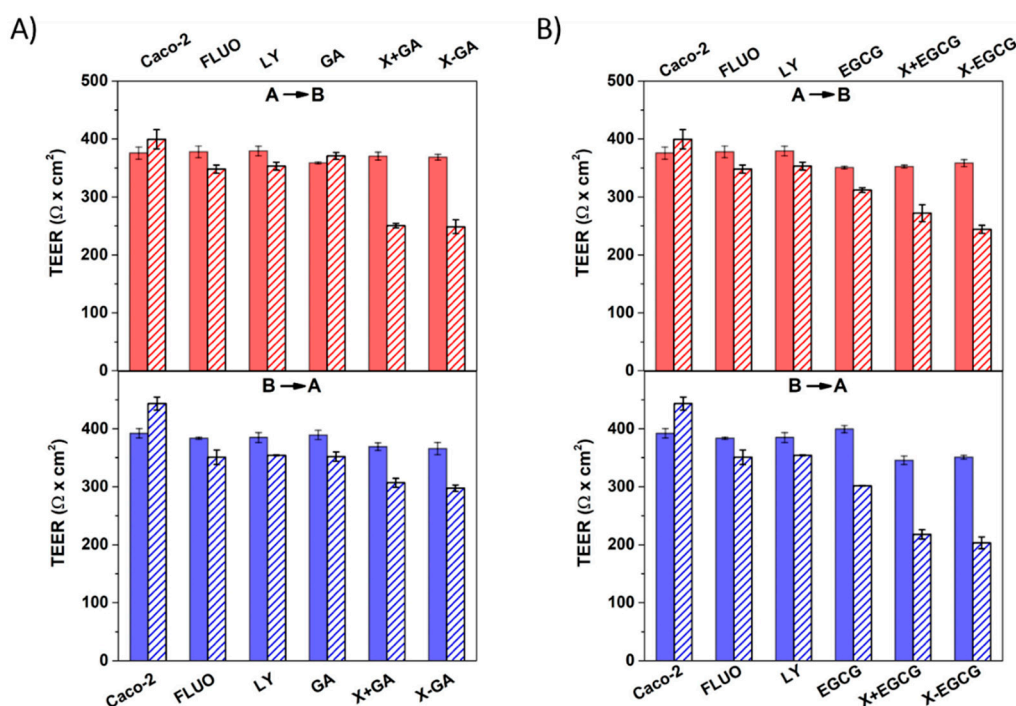 A)
Caco-2 FLUO LY GA X+GA X-GA
500
A → B
400
300
200
100
0
TEER (Ω x cm²)
B → A
400
300
200
100
0
TEER (Ω x cm²)
Caco-2 FLUO LY GA X+GA X-GA
B)
Caco-2 FLUO LY EGCG X+EGCG X-EGCG
500
A → B
400
300
200
100
0
TEER (Ω x cm²)
B → A
400
300
200
100
0
TEER (Ω x cm²)
Caco-2 FLUO LY EGCG X+EGCG X-EGCG